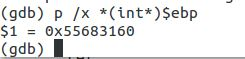 (gdb) p /x *(int*)$ebp
$1 = 0x55683160
(gdb)